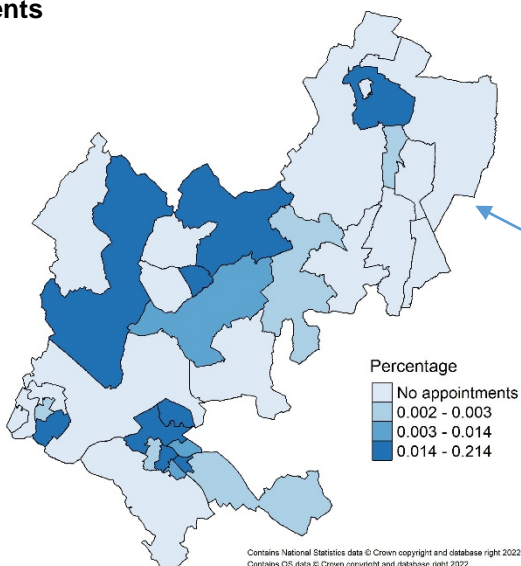 ents
Percentage
No appointments
0.002 - 0.003
0.003 - 0.014
0.014 - 0.214
Contains National Statistics data © Crown copyright and database right 2022
Contains OS data © Crown copyright and database right 2022